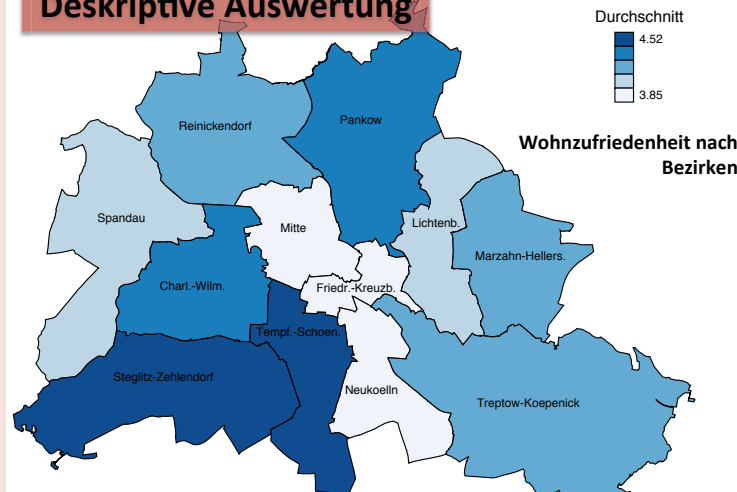 Deskriptive Auswertung
Durchschnitt
4.52
3.85
Wohnzufriedenheit nach
Bezirken
Reinickendorf
Pankow
Spandau
Mitte
Lichtenb.
Marzahn-Hellers.
Charl.-Wilm.
Friedr.-Kreuzb.
Tempf.-Schoen.
Steglitz-Zehlendorf
Neukoelln
Treptow-Koepenick